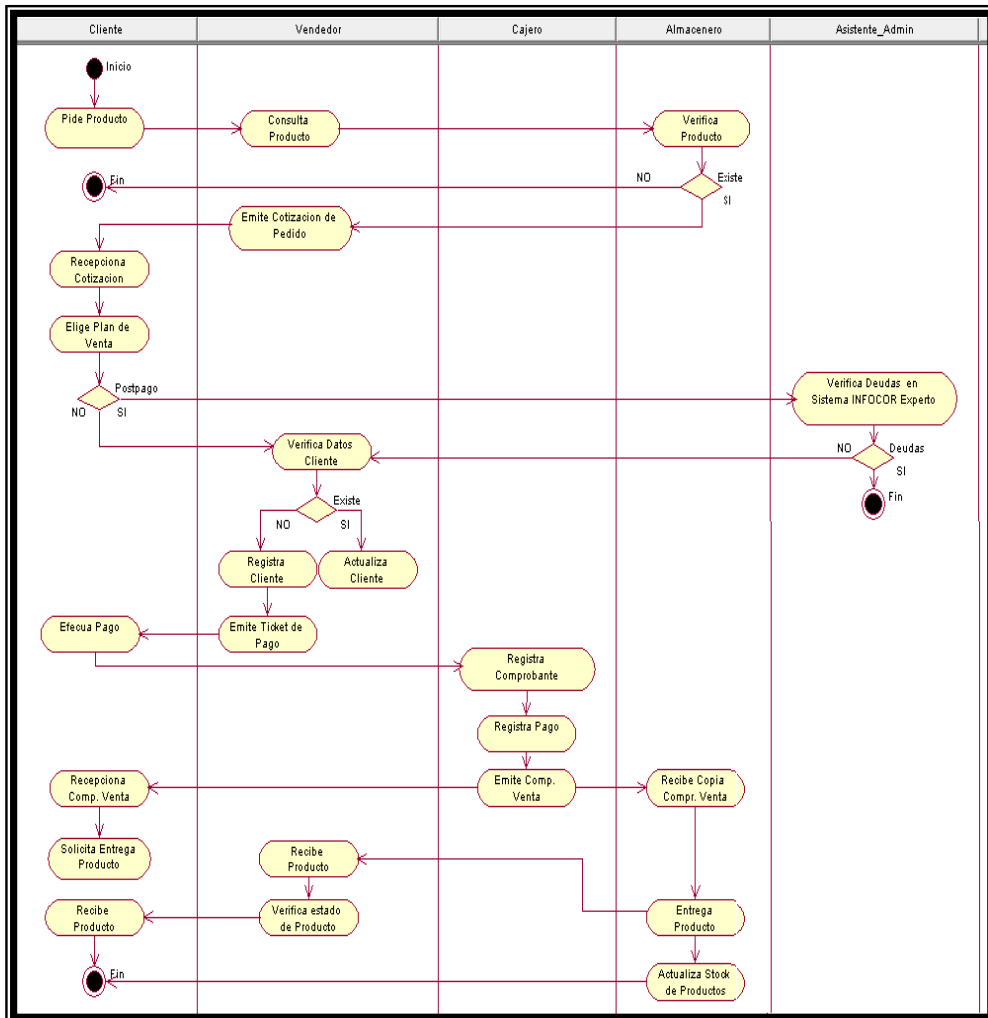 Cliente
Vendedor
Cajero
Almacenero
Asistente_Admin
Inicio
Pide Producto
Consulta
Producto
Verifica
Producto
Fin
NO
Existe
SI
Emite Cotizacion de
Pedido
Recepciona
Cotizacion
Elige Plan de
Venta
Postpago
NO
SI
Verifica Deudas en
Sistema INFOCOR Experto
Verifica Datos
Cliente
NO
Deudas
SI
Fin
Existe
NO
SI
Registra
Cliente
Actualiza
Cliente
Efecua Pago
Emite Ticket de
Pago
Registra
Comprobante
Registra Pago
Recepciona
Comp. Venta
Emite Comp.
Venta
Recibe Copia
Compr. Venta
Solicita Entrega
Producto
Recibe
Producto
Recibe
Producto
Verifica estado
de Producto
Entrega
Producto
Fin
Actualiza Stock
de Productos